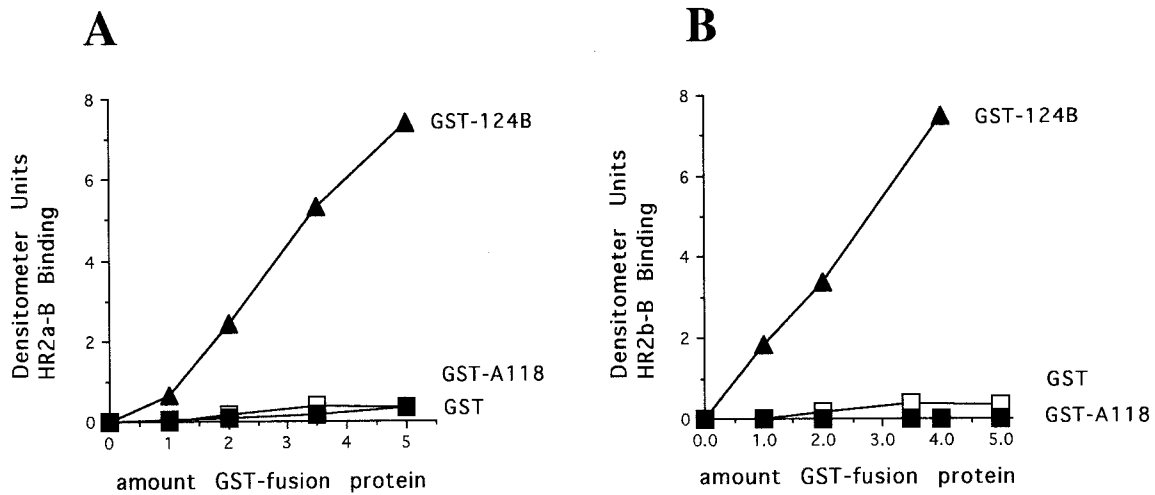 A
8
6
4
2
0
Densitometer Units
HR2a-B Binding
GST-124B
GST-A118
GST
0 1 2 3 4 5
amount GST-fusion protein
B
8
6
4
2
0
Densitometer Units
HR2b-B Binding
GST-124B
GST
GST-A118
0.0 1.0 2.0 3.0 4.0 5.0
amount GST-fusion protein